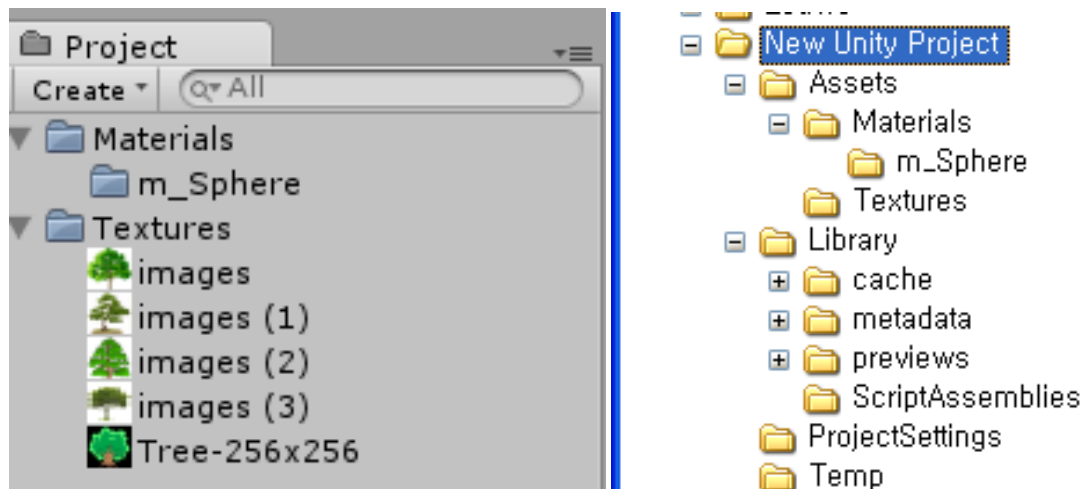 Project
Create
All
Materials
m_Sphere
Textures
images
images (1)
images (2)
images (3)
Tree-256x256
New Unity Project
Assets
Materials
m_Sphere
Textures
Library
cache
metadata
previews
ScriptAssemblies
ProjectSettings
Temp